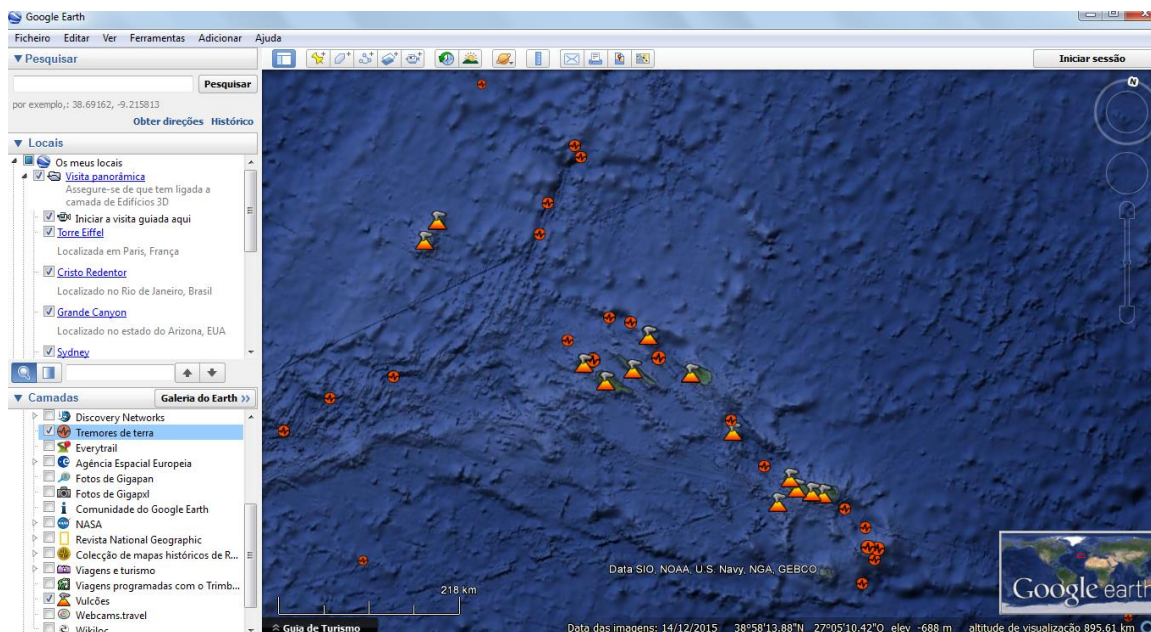 Google Earth
Ficheiro Editar Ver Ferramentas Adicionar Ajuda
Pesquisar
Iniciar sessão
Pesquisar
por exemplo,: 38.69162, -9.215813
Obter direções Histórico
Locais
Os meus locais
Visita panorâmica
Assegure-se de que tem ligada a
camada de Edifícios 3D
Iniciar a visita guiada aqui
Torre Eiffel
Localizada em Paris, França
Cristo Redentor
Localizado no Rio de Janeiro, Brasil
Grande Canyon
Localizado no estado do Arizona, EUA
Sydney
Camadas
Galeria do Earth >>
Discovery Networks
Tremores de terra
Everytrail
Agência Espacial Europeia
Fotos de Gigapan
Fotos de Gigapxl
Comunidade do Google Earth
NASA
Revista National Geographic
Colecção de mapas históricos de R...
Viagens e turismo
Viagens programadas com o Trimb...
Vulcões
Webcams.travel
Wikiloc
N
Data SIO, NOAA, U.S. Navy, NGA, GEBCO
218 km
Google earth
Guia de Turismo
Data das imagens: 14/12/2015 38°58'13.88"N 27°05'10.42"O elev -688 m altitude de visualização 895.61 km